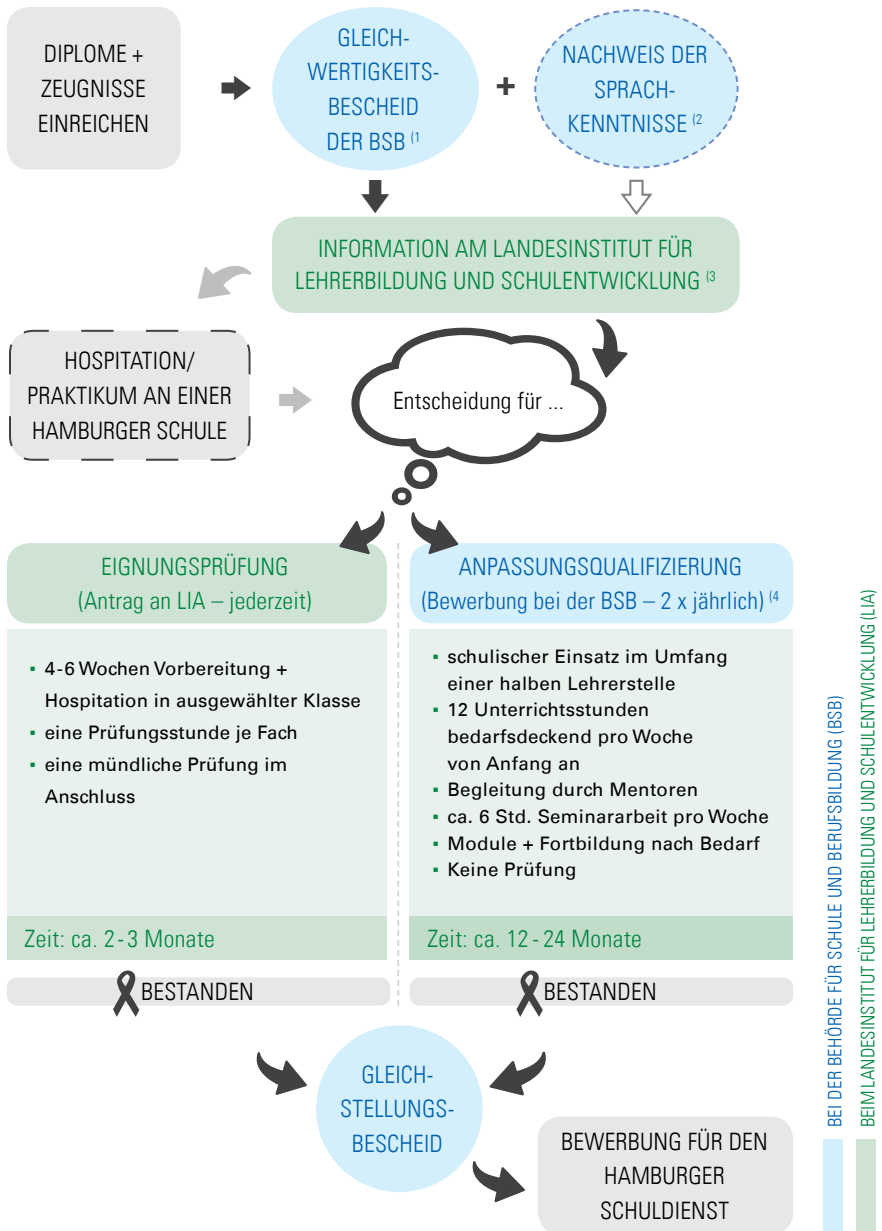 DIPLOME +
ZEUGNISSE
EINREICHEN
GLEICH-
WERTIGKEITS-
BESCHEID
DER BSB (1
+
NACHWEIS DER
SPRACH-
KENNTNISSE (2
INFORMATION AM LANDESINSTITUT FÜR
LEHRERBILDUNG UND SCHULENTWICKLUNG (3
HOSPITATION/
PRAKTIKUM AN EINER
HAMBURGER SCHULE
Entscheidung für ...
EIGNUNGSPRÜFUNG
(Antrag an LIA – jederzeit)
▪ 4-6 Wochen Vorbereitung +
Hospitation in ausgewählter Klasse
▪ eine Prüfungsstunde je Fach
▪ eine mündliche Prüfung im
Anschluss
Zeit: ca. 2-3 Monate
BESTANDEN
ANPASSUNGSQUALIFIZIERUNG
(Bewerbung bei der BSB – 2 x jährlich) (4
▪ schulischer Einsatz im Umfang
einer halben Lehrerstelle
▪ 12 Unterrichtsstunden
bedarfsdeckend pro Woche
von Anfang an
▪ Begleitung durch Mentoren
▪ ca. 6 Std. Seminararbeit pro Woche
▪ Module + Fortbildung nach Bedarf
▪ Keine Prüfung
Zeit: ca. 12-24 Monate
BESTANDEN
GLEICH-
STELLUNGS-
BESCHEID
BEWERBUNG FÜR DEN
HAMBURGER
SCHULDIENST
BEI DER BEHÖRDE FÜR SCHULE UND BERUFSBILDUNG (BSB)
BEIM LANDESINSTITUT FÜR LEHRERBILDUNG UND SCHULENTWICKLUNG (LIA)